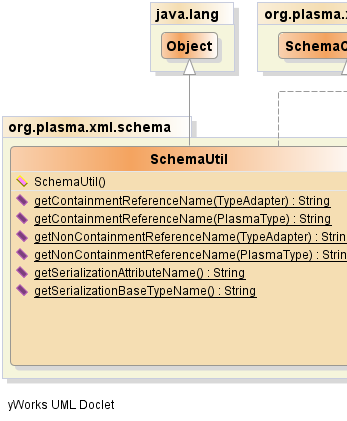 java.lang
org.plasma.x
Object
SchemaC
org.plasma.xml.schema
SchemaUtil
SchemaUtil()
getContainmentReferenceName(TypeAdapter) : String
getContainmentReferenceName(PlasmaType) : String
getNonContainmentReferenceName(TypeAdapter) : Strin
getNonContainmentReferenceName(PlasmaType) : Strin
getSerializationAttributeName() : String
getSerializationBaseTypeName() : String
yWorks UML Doclet